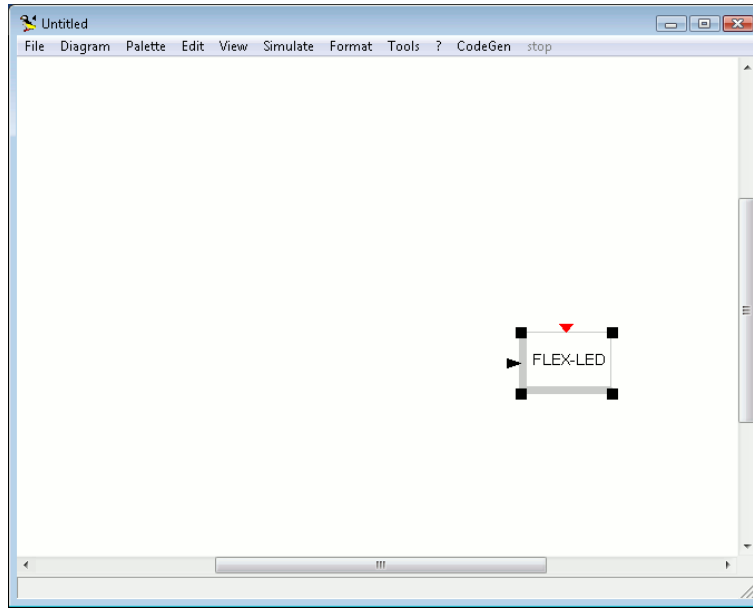 Untitled
File Diagram Palette Edit View Simulate Format Tools ? CodeGen stop
FLEX-LED